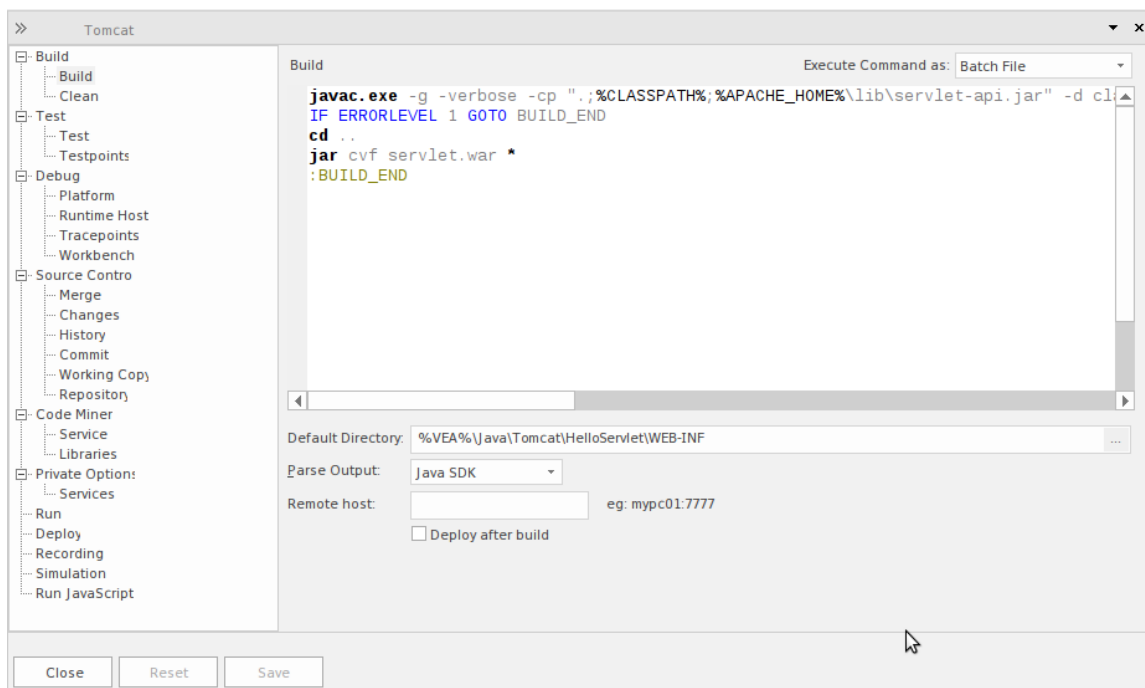 Tomcat
Build
Build
Clean
Test
Test
Testpoints
Debug
Platform
Runtime Host
Tracepoints
Workbench
Source Contro
Merge
Changes
History
Commit
Working Copy
Repository
Code Miner
Service
Libraries
Private Options
Services
Run
Deploy
Recording
Simulation
Run JavaScript
Build
Execute Command as: Batch File
javac.exe -g -verbose -cp ".;%CLASSPATH%;%APACHE_HOME%\lib\servlet-api.jar" -d cla
IF ERRORLEVEL 1 GOTO BUILD_END
cd ..
jar cvf servlet.war *
:BUILD_END
Default Directory: %VEA%\Java\Tomcat\HelloServlet\WEB-INF ...
Parse Output: Java SDK
Remote host: eg: mypc01:7777
Deploy after build
Close Reset Save